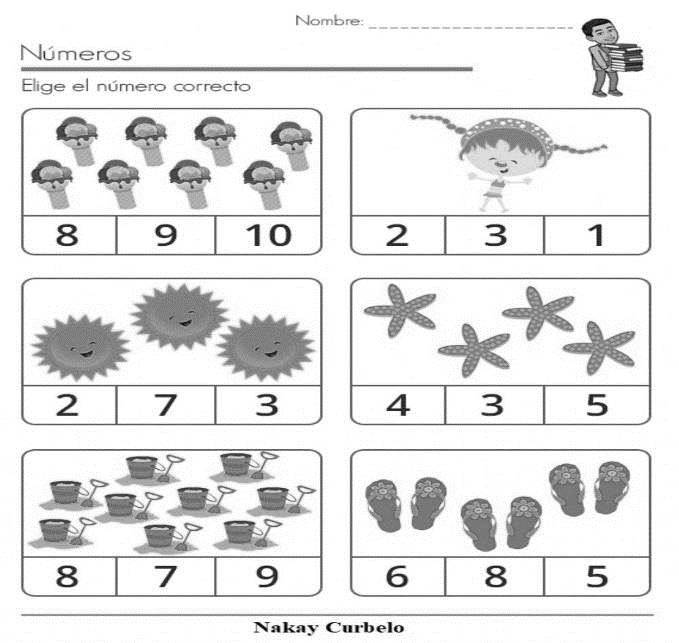 Nombre: ____________________
Números
Elige el número correcto
8 9 10
2 3 1
2 7 3
4 3 5
8 7 9
6 8 5
Nakay Curbelo